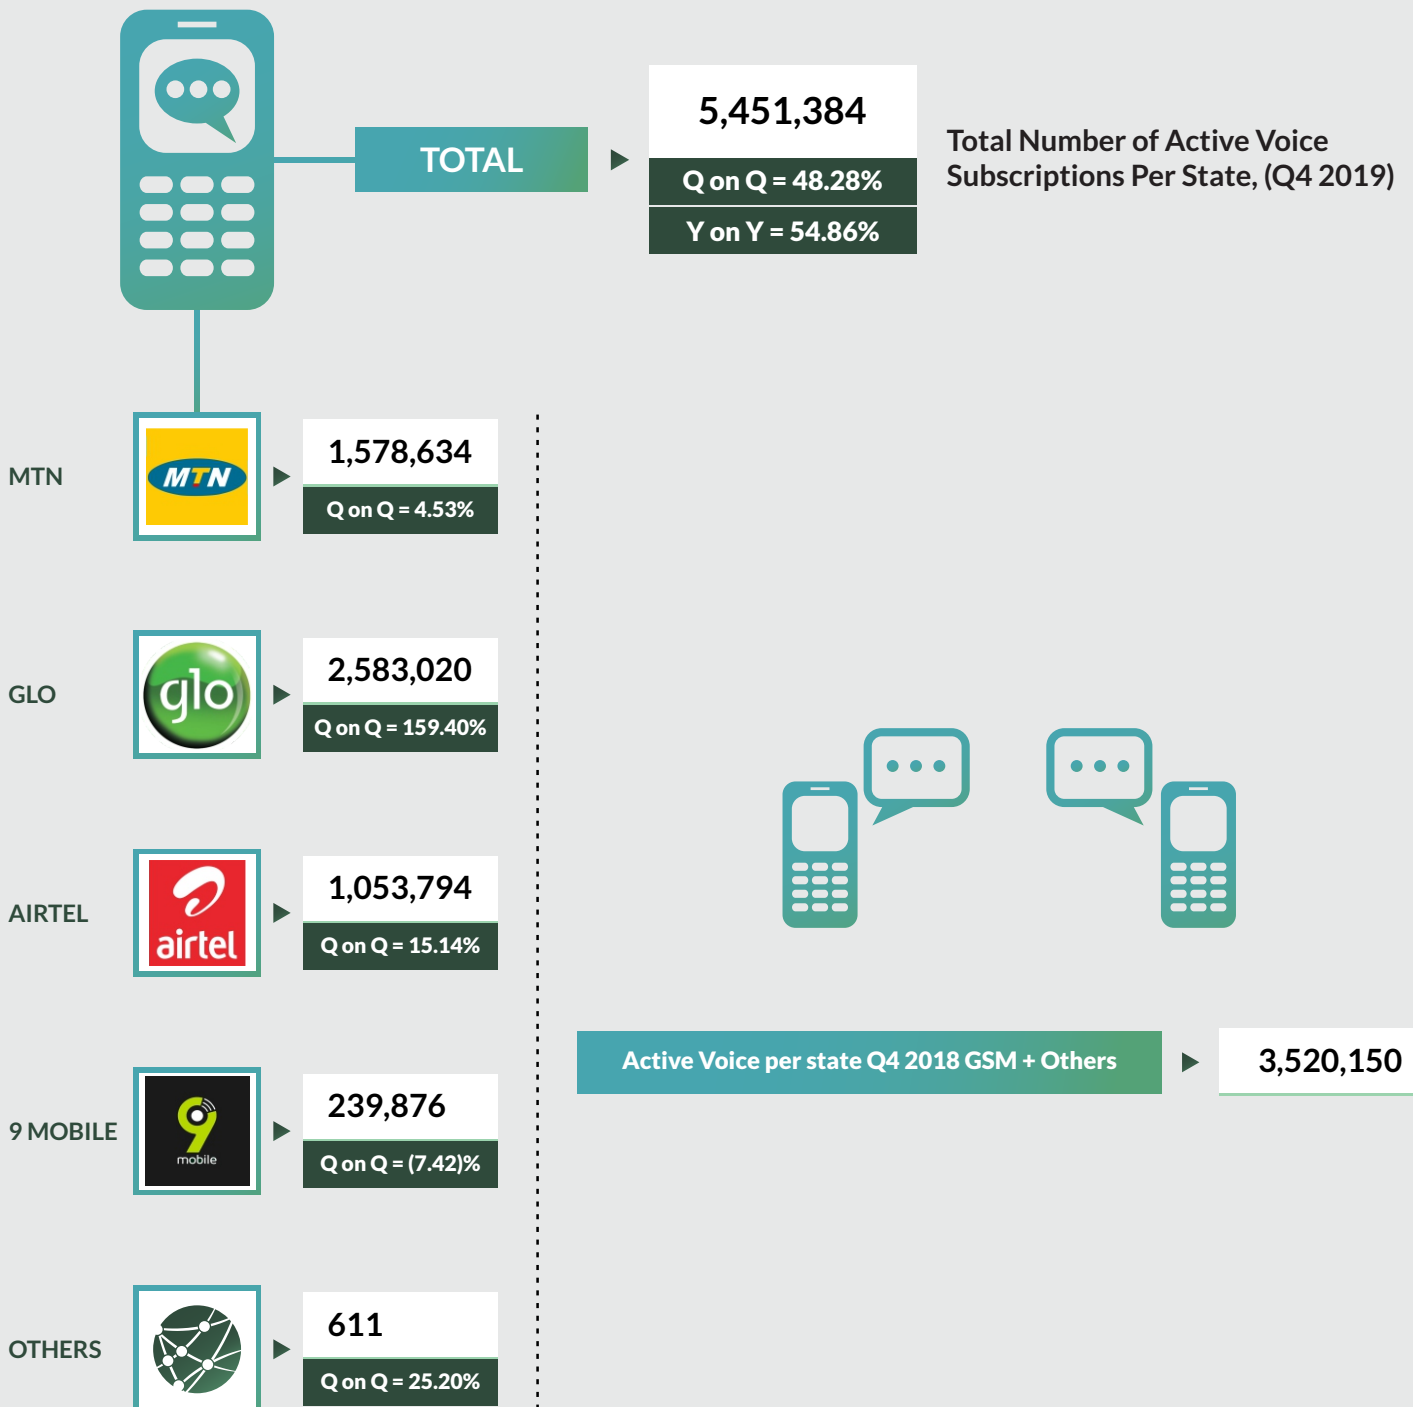 TOTAL
5,451,384
Q on Q = 48.28%
Y on Y = 54.86%
Total Number of Active Voice
Subscriptions Per State, (Q4 2019)
MTN
MTN
1,578,634
Q on Q = 4.53%
GLO
glo
2,583,020
Q on Q = 159.40%
AIRTEL
airtel
1,053,794
Q on Q = 15.14%
Active Voice per state Q4 2018 GSM + Others
3,520,150
9 MOBILE
9
mobile
239,876
Q on Q = (7.42)%
OTHERS
611
Q on Q = 25.20%